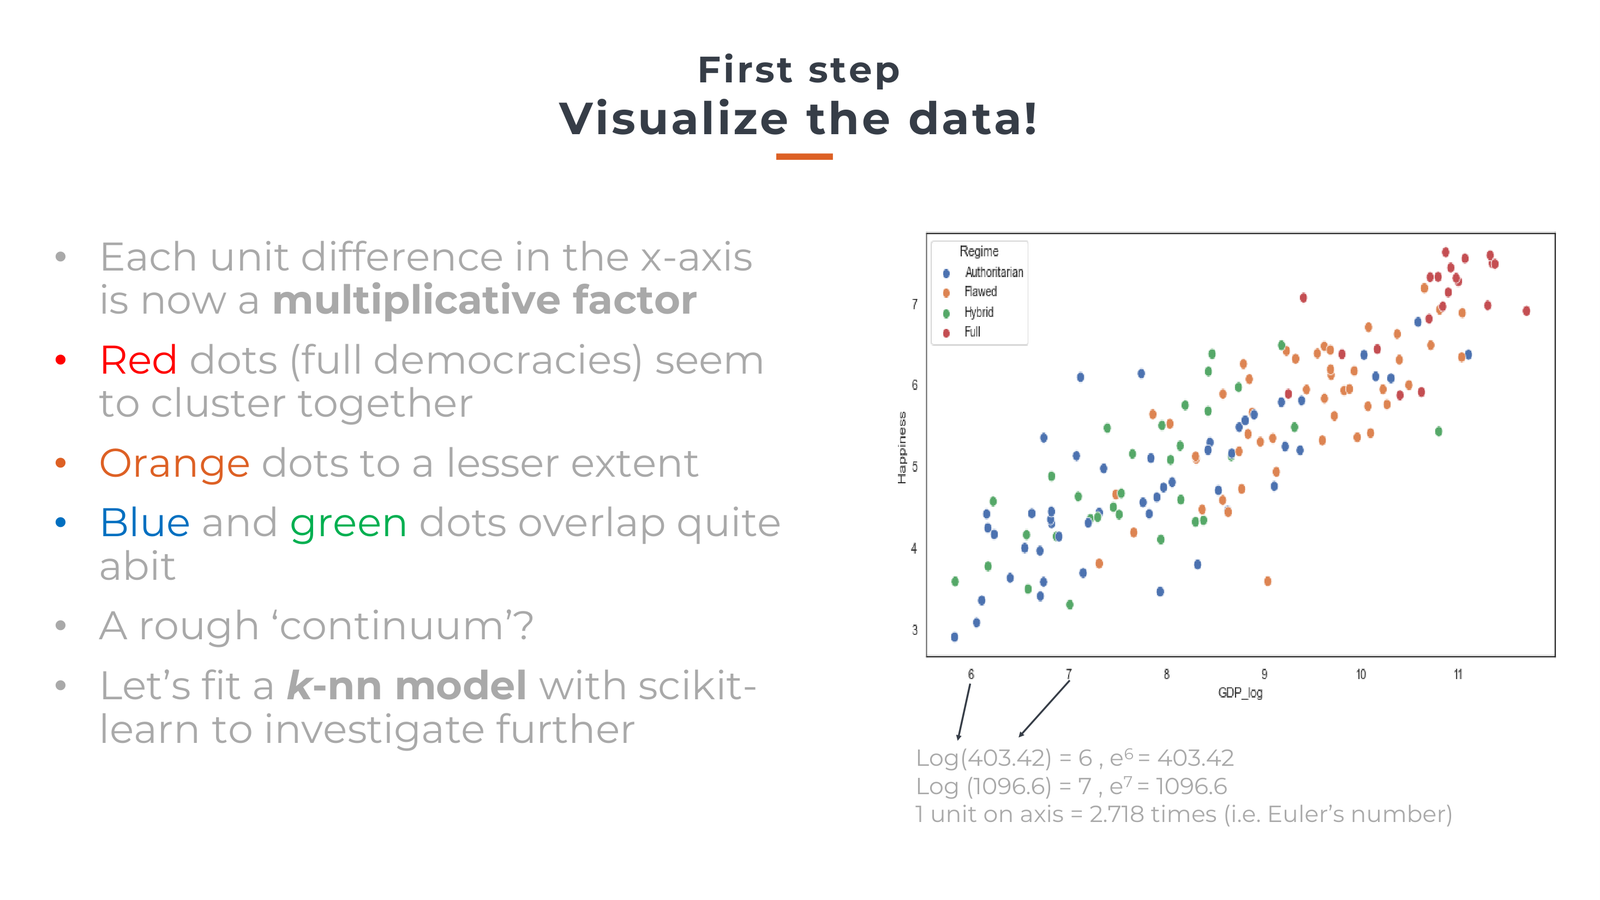 First step
Visualize the data!
• Each unit difference in the x-axis
is now a multiplicative factor
• Red dots (full democracies) seem
to cluster together
• Orange dots to a lesser extent
• Blue and green dots overlap quite
abit
• A rough ‘continuum’?
• Let’s fit a k-nn model with scikit-
learn to investigate further
Regime
Authoritarian
Flawed
Hybrid
Full
Happiness
7
6
5
4
3
6 7 8 9 10 11
GDP_log
Log(403.42) = 6 , e⁶ = 403.42
Log (1096.6) = 7 , e⁷ = 1096.6
1 unit on axis = 2.718 times (i.e. Euler’s number)